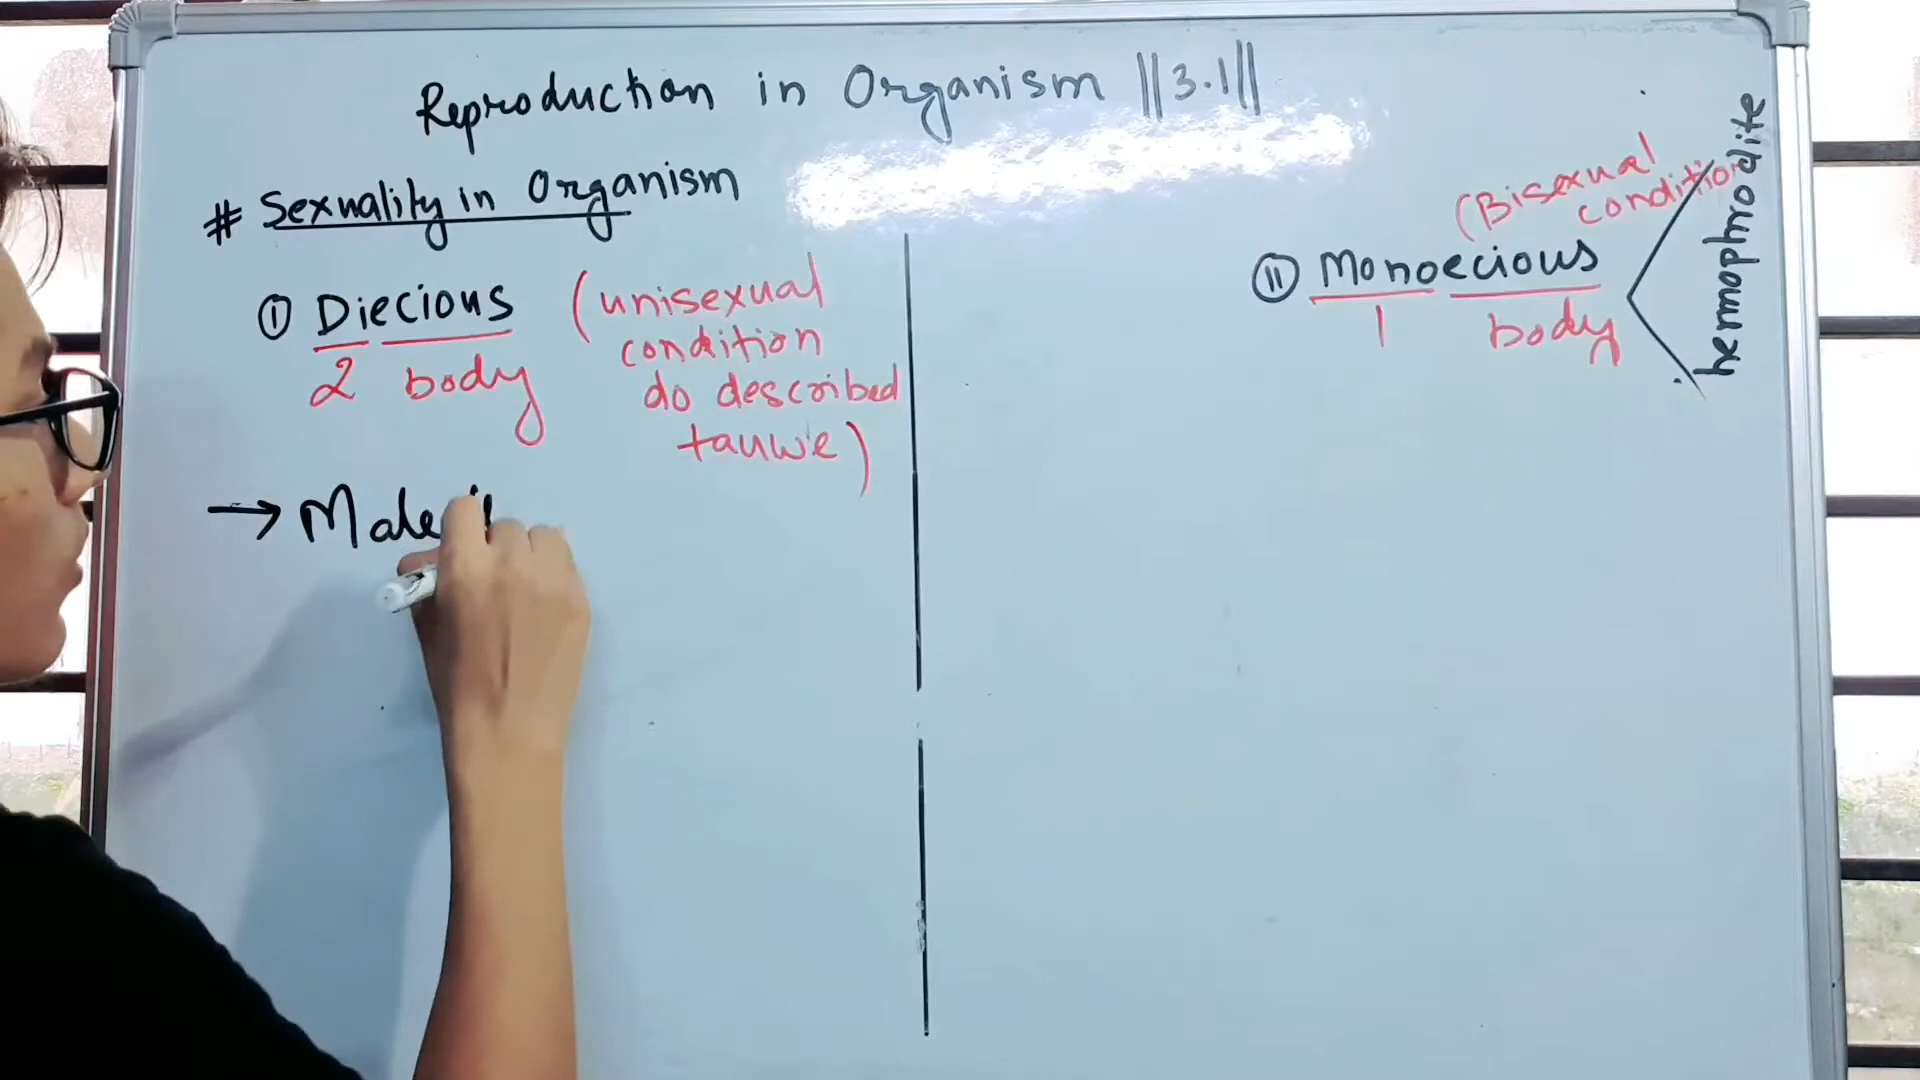 Reproduction in Organism ||3.1||
# Sexuality in Organism
① Diecious
2 body
(unisexual
condition
do described
tauwe)
→ Male
(Bisexual
condition
ⓘⓘ Monoecious
1 body
hermophrodite